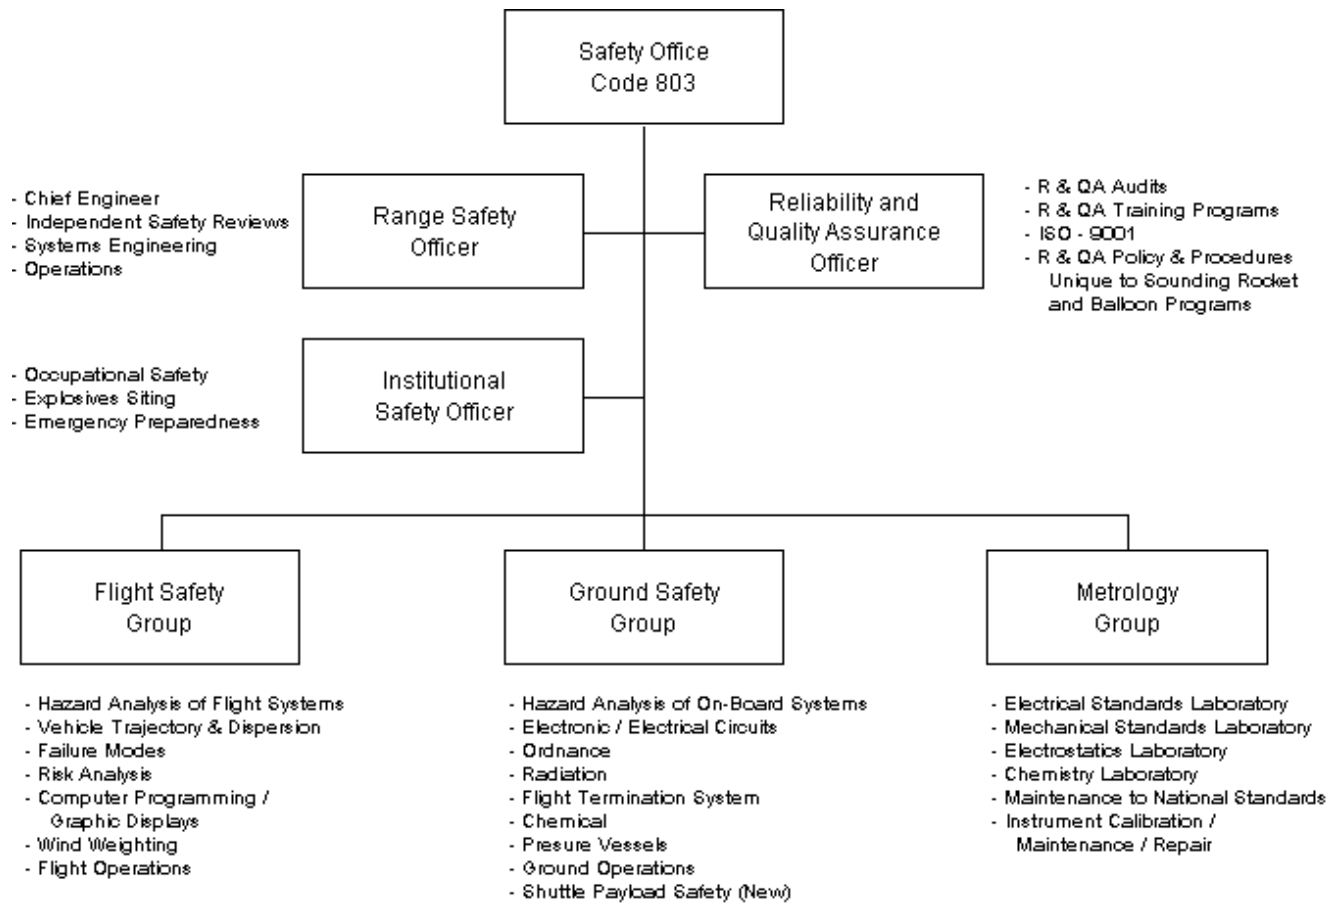 Safety Office
Code 803
- Chief Engineer
- Independent Safety Reviews
- Systems Engineering
- Operations
Range Safety
Officer
Reliability and
Quality Assurance
Officer
- R & QA Audits
- R & QA Training Programs
- ISO - 9001
- R & QA Policy & Procedures
Unique to Sounding Rocket
and Balloon Programs
- Occupational Safety
- Explosives Siting
- Emergency Preparedness
Institutional
Safety Officer
Flight Safety
Group
Ground Safety
Group
Metrology
Group
- Hazard Analysis of Flight Systems
- Vehicle Trajectory & Dispersion
- Failure Modes
- Risk Analysis
- Computer Programming /
Graphic Displays
- Wind Weighting
- Flight Operations
- Hazard Analysis of On-Board Systems
- Electronic / Electrical Circuits
- Ordnance
- Radiation
- Flight Termination System
- Chemical
- Presure Vessels
- Ground Operations
- Shuttle Payload Safety (New)
- Electrical Standards Laboratory
- Mechanical Standards Laboratory
- Electrostatics Laboratory
- Chemistry Laboratory
- Maintenance to National Standards
- Instrument Calibration /
Maintenance / Repair